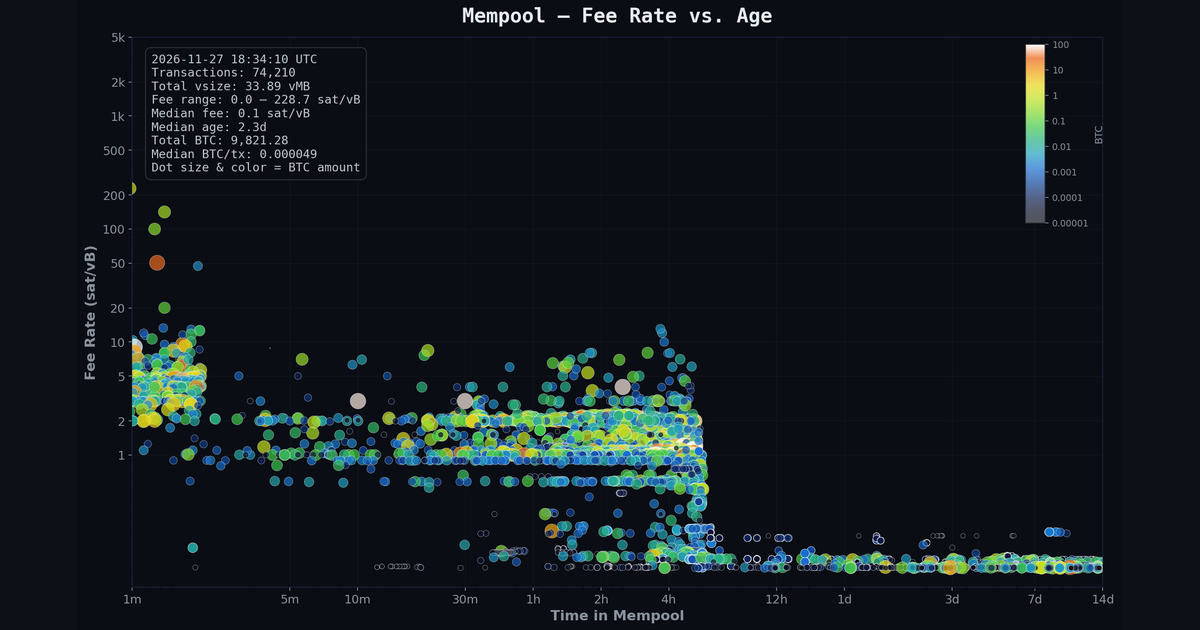 Mempool — Fee Rate vs. Age
5k
2k
1k
500
200
100
50
20
10
5
2
1
Fee Rate (sat/vB)
2026-11-27 18:34:10 UTC
Transactions: 74,210
Total vsize: 33.89 vMB
Fee range: 0.0 — 228.7 sat/vB
Median fee: 0.1 sat/vB
Median age: 2.3d
Total BTC: 9,821.28
Median BTC/tx: 0.000049
Dot size & color = BTC amount
100
10
1
0.1
0.01
0.001
0.0001
0.00001
BTC
1m 5m 10m 30m 1h 2h 4h 12h 1d 3d 7d 14d
Time in Mempool